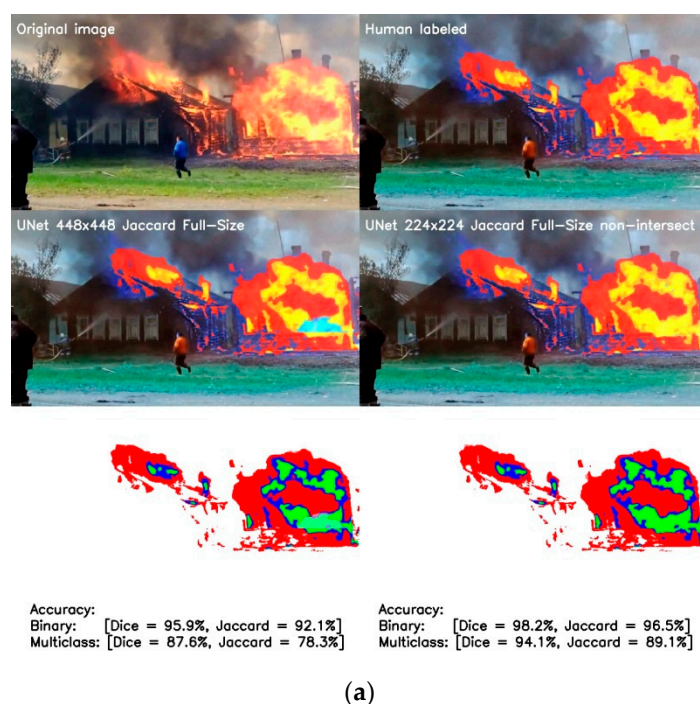 Original image
Human labeled
UNet 448x448 Jaccard Full-Size
UNet 224x224 Jaccard Full-Size non-intersect
Accuracy:
Binary: [Dice = 95.9%, Jaccard = 92.1%]
Multiclass: [Dice = 87.6%, Jaccard = 78.3%]
Accuracy:
Binary: [Dice = 98.2%, Jaccard = 96.5%]
Multiclass: [Dice = 94.1%, Jaccard = 89.1%]
(a)